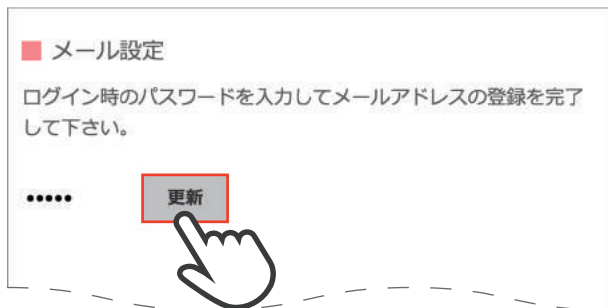 メール設定
ログイン時のパスワードを入力してメールアドレスの登録を完了
して下さい。
•••••
更新